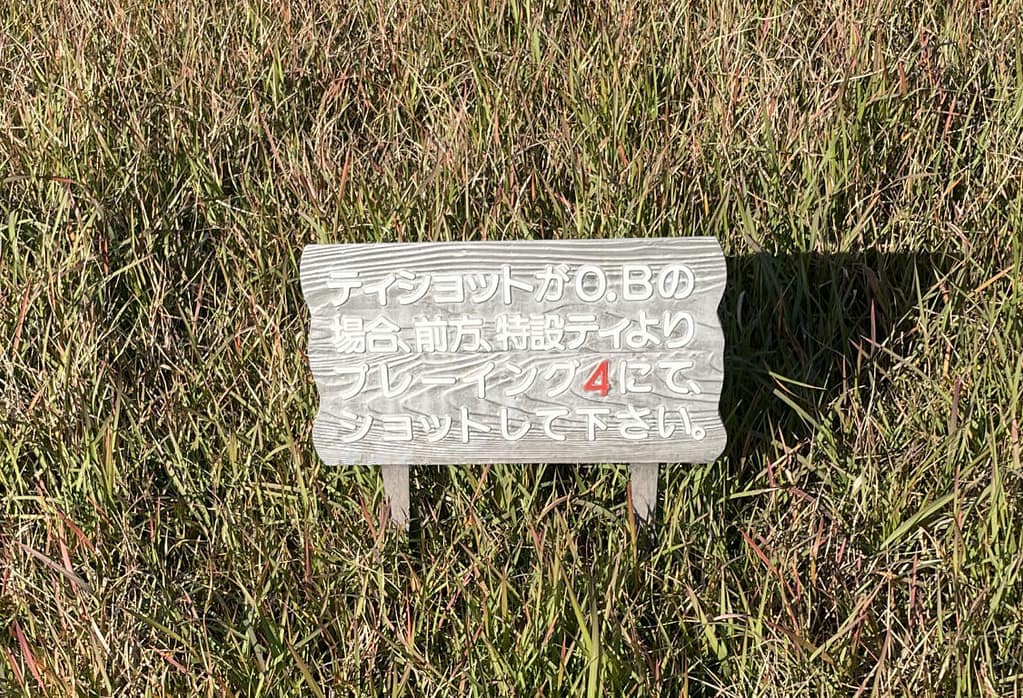 ティショットがO.Bの
場合、前方、特設ティより
プレーイング4にて、
ショットして下さい。